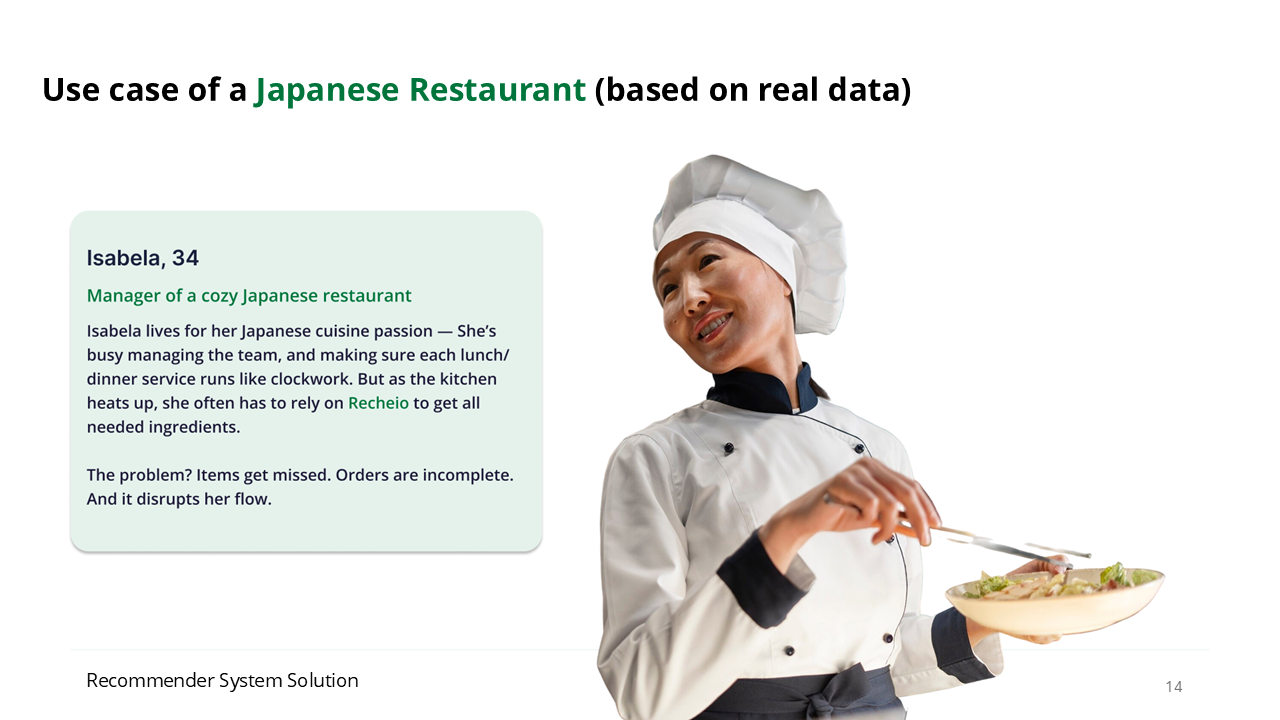 Use case of a Japanese Restaurant (based on real data)
Isabela, 34
Manager of a cozy Japanese restaurant
Isabela lives for her Japanese cuisine passion — She’s
busy managing the team, and making sure each lunch/
dinner service runs like clockwork. But as the kitchen
heats up, she often has to rely on Recheio to get all
needed ingredients.
The problem? Items get missed. Orders are incomplete.
And it disrupts her flow.
Recommender System Solution
14